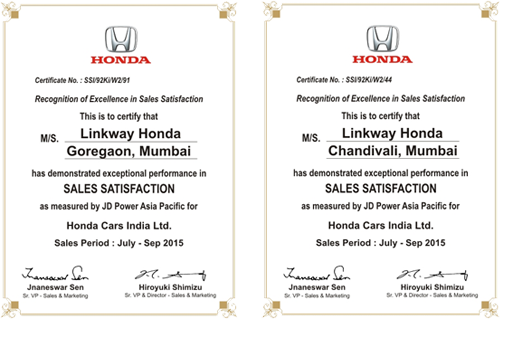 HONDA
Certificate No. : SSI/92Ki/W2/91
Recognition of Excellence in Sales Satisfaction
This is to certify that
M/S. Linkway Honda
Goregaon, Mumbai
has demonstrated exceptional performance in
SALES SATISFACTION
as measured by JD Power Asia Pacific for
Honda Cars India Ltd.
Sales Period : July - Sep 2015
Jnaneswar Sen
Jnaneswar Sen
Sr. VP - Sales & Marketing
Hiroyuki Shimizu
Sr. VP & Director - Sales & Marketing
HONDA
Certificate No. : SSI/92Ki/W2/44
Recognition of Excellence in Sales Satisfaction
This is to certify that
M/S. Linkway Honda
Chandivali, Mumbai
has demonstrated exceptional performance in
SALES SATISFACTION
as measured by JD Power Asia Pacific for
Honda Cars India Ltd.
Sales Period : July - Sep 2015
Jnaneswar Sen
Jnaneswar Sen
Sr. VP - Sales & Marketing
Hiroyuki Shimizu
Sr. VP & Director - Sales & Marketing